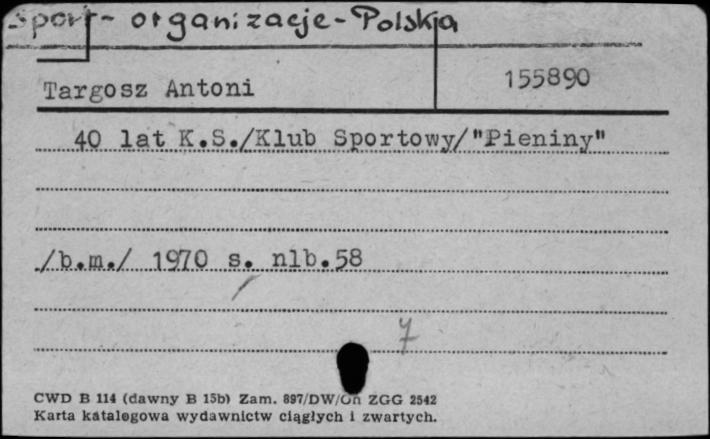 Sport - organizacje - Polska
Targosz Antoni 155890
40 lat K.S./Klub Sportowy/"Pieniny"
/b.m./ 1970 s. nlb.58
7
CWD B 114 (dawny B 15b) Zam. 897/DW/On ZGG 2542
Karta katalogowa wydawnictw ciągłych i zwartych.